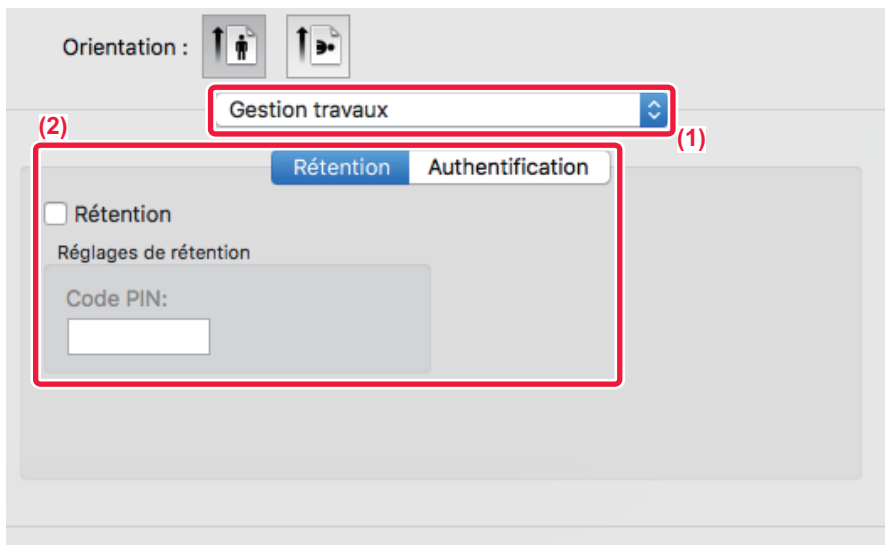 Orientation :
Gestion travaux
(1)
(2)
Rétention Authentification
Rétention
Réglages de rétention
Code PIN: